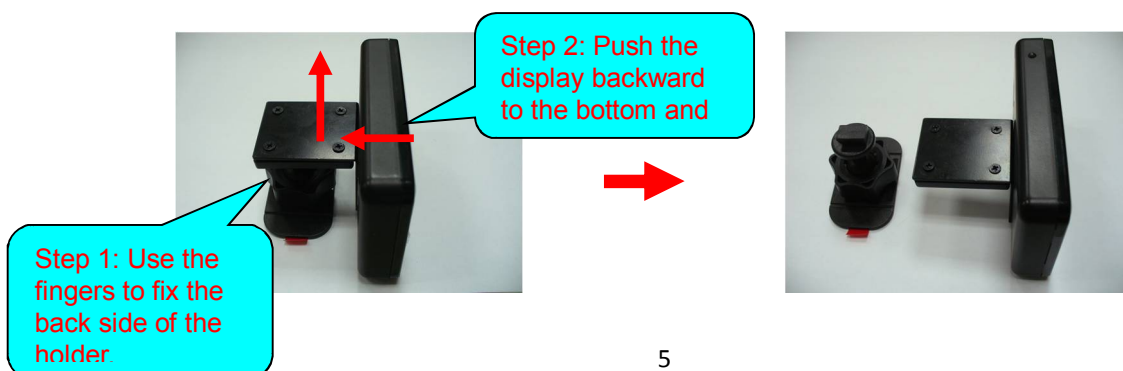 Step 2: Push the
display backward
to the bottom and
Step 1: Use the
fingers to fix the
back side of the
holder.
5